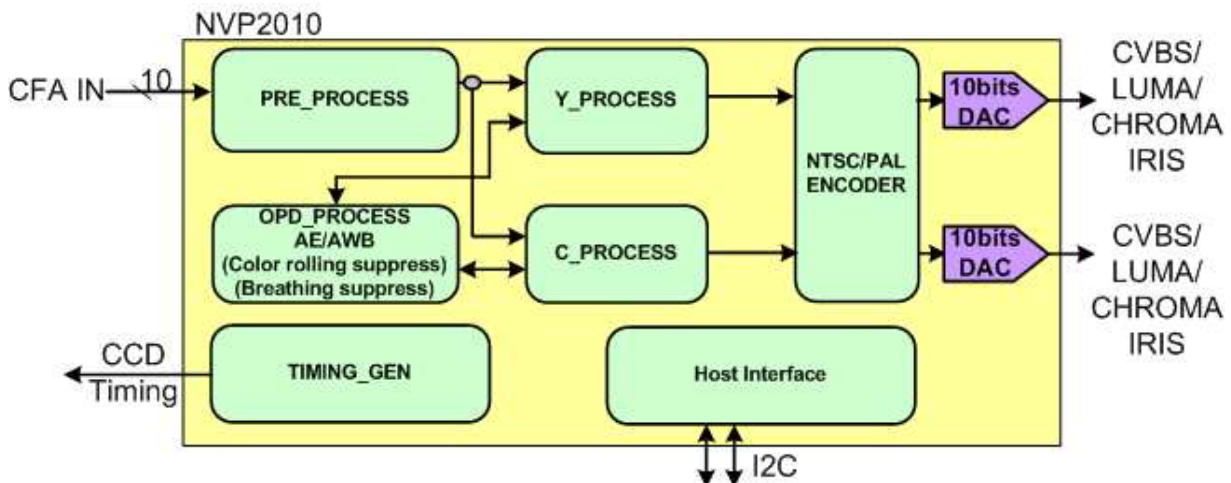 NVP2010
CFA IN
10
PRE_PROCESS
Y_PROCESS
NTSC/PAL
ENCODER
10bits
DAC
CVBS/
LUMA/
CHROMA
IRIS
OPD_PROCESS
AE/AWB
(Color rolling suppress)
(Breathing suppress)
C_PROCESS
10bits
DAC
CVBS/
LUMA/
CHROMA
IRIS
CCD
Timing
TIMING_GEN
Host Interface
I2C